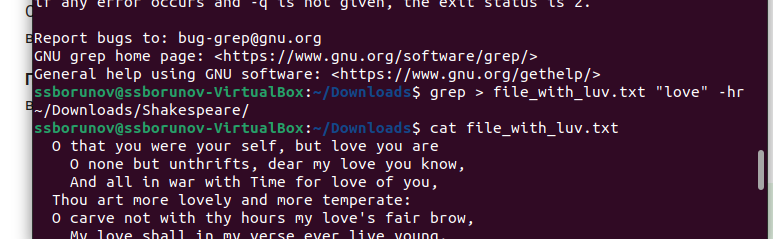 if any error occurs and -q is not given, the exit status is 2.
Report bugs to: bug-grep@gnu.org
GNU grep home page: <https://www.gnu.org/software/grep/>
General help using GNU software: <https://www.gnu.org/gethelp/>
ssborunov@ssborunov-VirtualBox:~/Downloads$ grep > file_with_luv.txt "love" -hr
~/Downloads/Shakespeare/
ssborunov@ssborunov-VirtualBox:~/Downloads$ cat file_with_luv.txt
  O that you were your self, but love you are
    O none but unthrifts, dear my love you know,
    And all in war with Time for love of you,
  Thou art more lovely and more temperate:
  O carve not with thy hours my love's fair brow,
    My love shall in my verse ever live young.